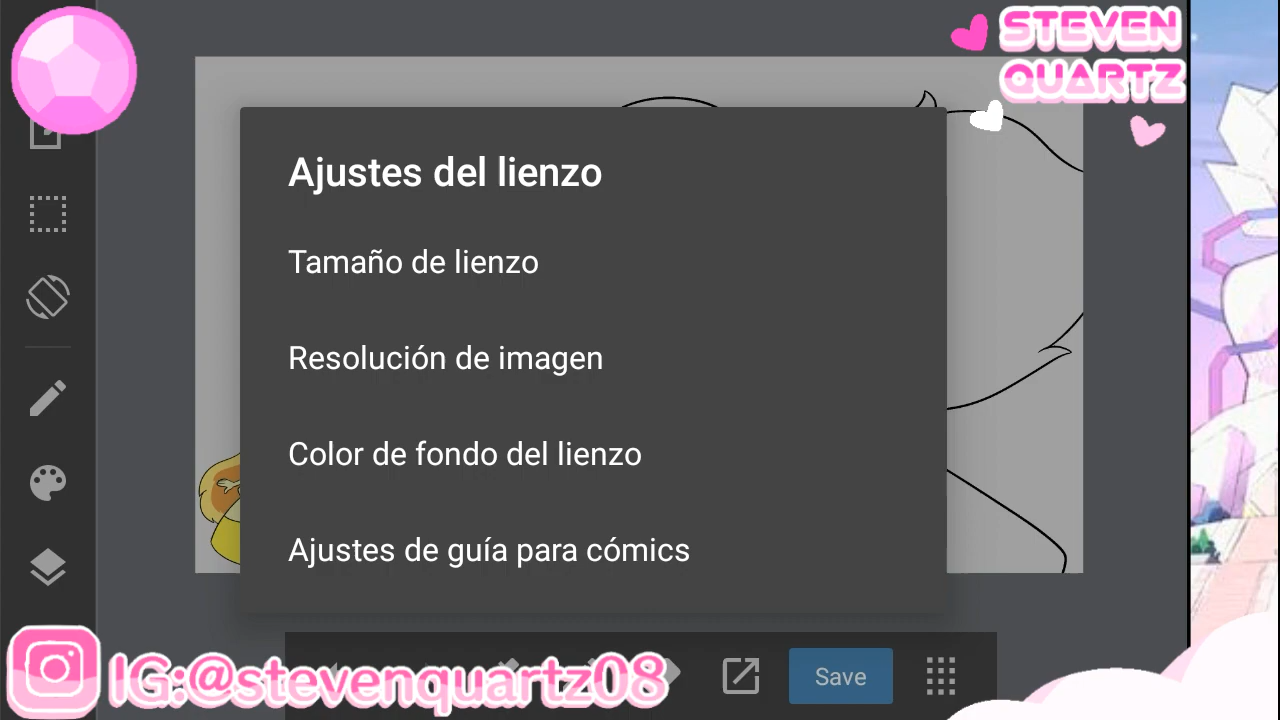 STEVEN
QUARTZ
Ajustes del lienzo
Tamaño de lienzo
Resolución de imagen
Color de fondo del lienzo
Ajustes de guía para cómics
Save
IG:@stevenquartz08